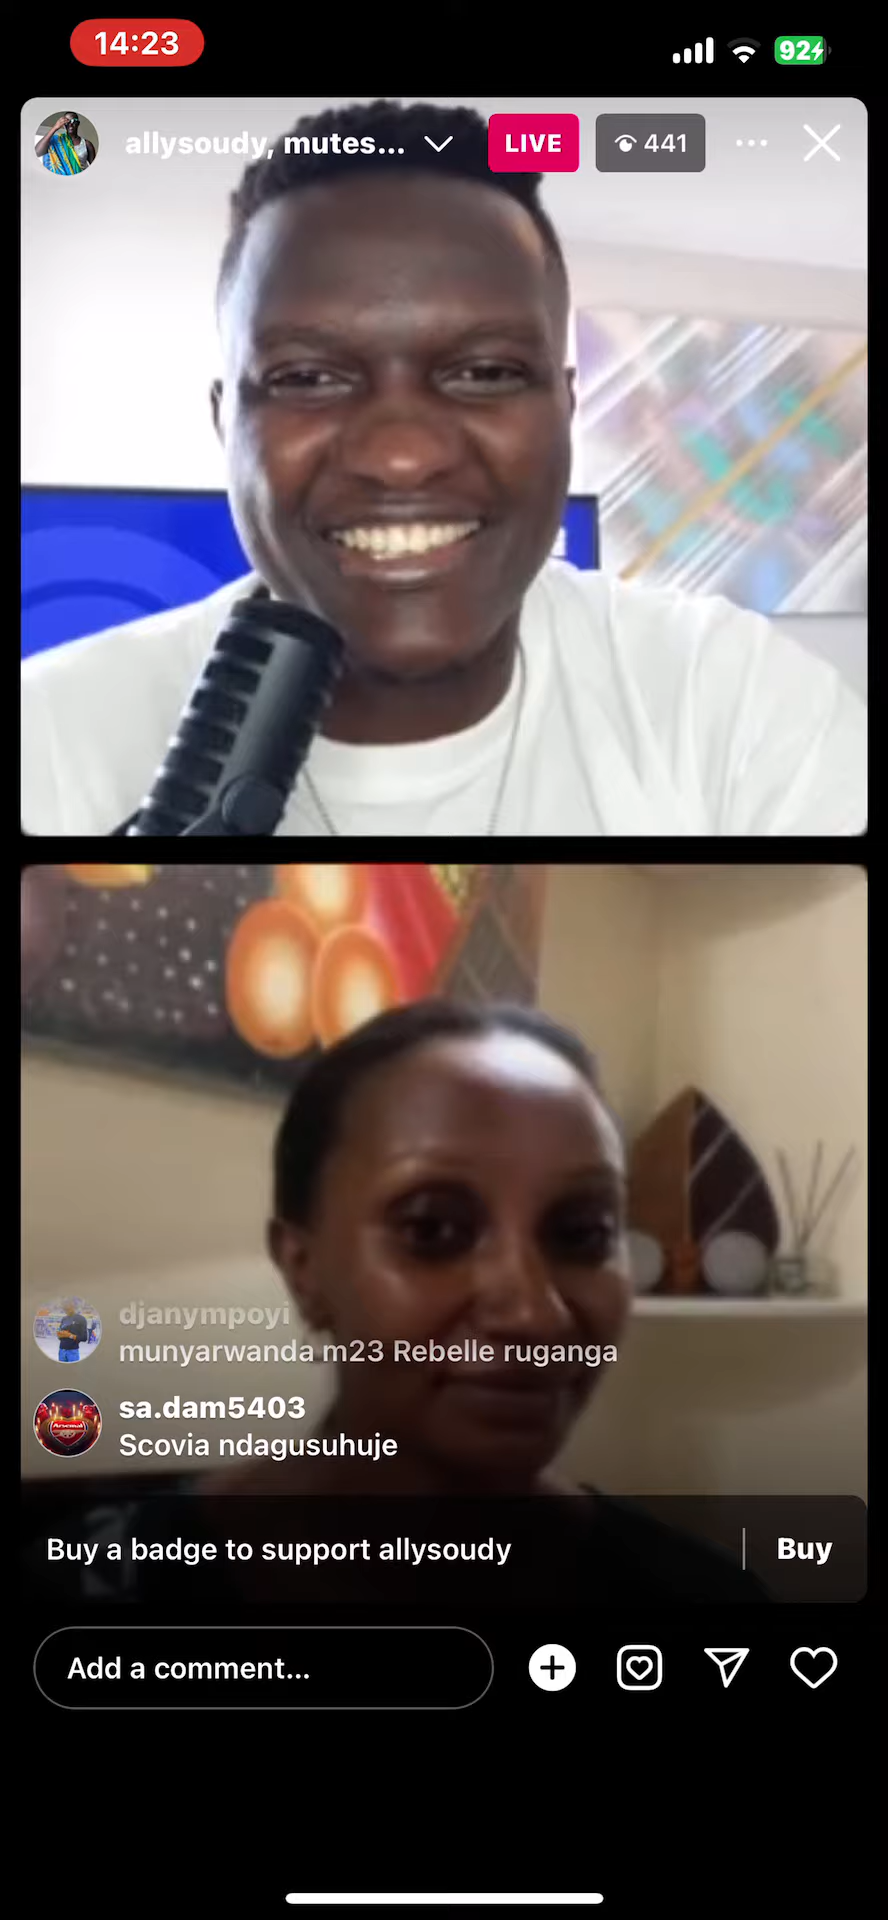 14:23
92
allysoudy, mutes...
LIVE
441
djanympoyi
munyarwanda m23 Rebelle ruganga
Arsenal
sa.dam5403
Scovia ndagusuhuje
Buy a badge to support allysoudy
Buy
Add a comment...